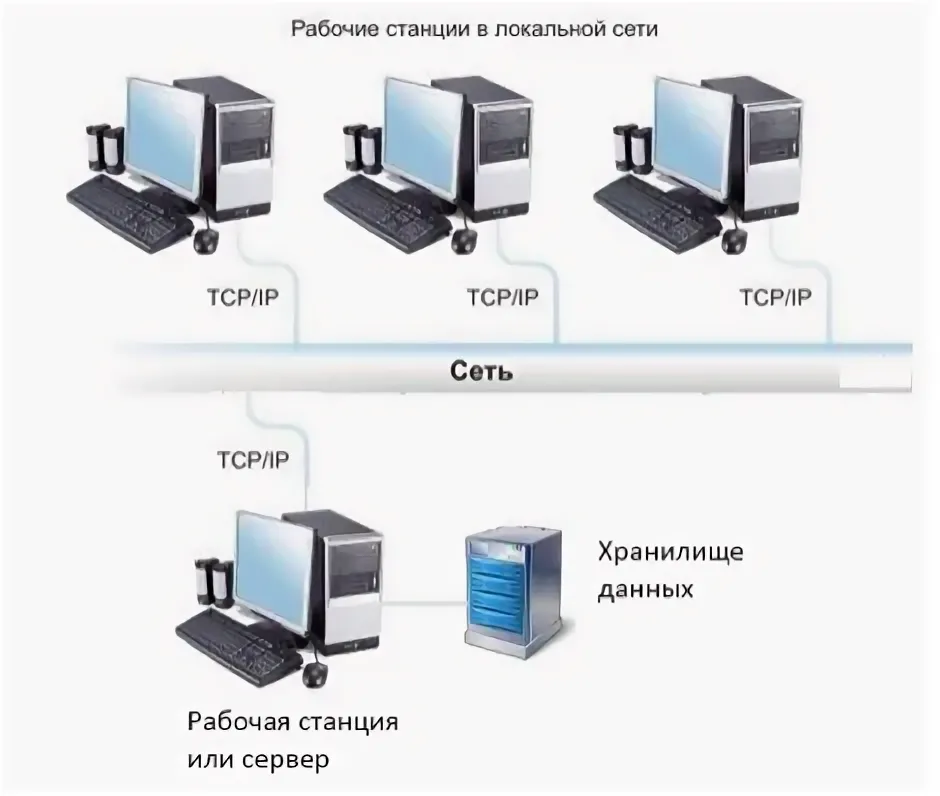 Рабочие станции в локальной сети
TCP/IP
TCP/IP
TCP/IP
Сеть
TCP/IP
Хранилище
данных
Рабочая станция
или сервер